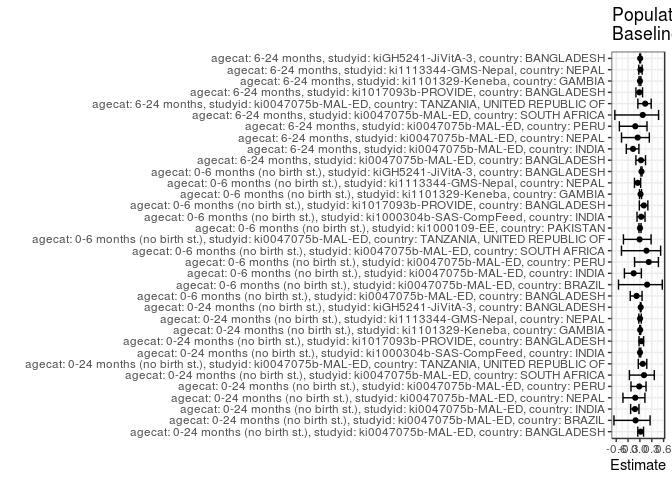 Populat
Baselin
agecat: 6-24 months, studyid: kiGH5241-JiVitA-3, country: BANGLADESH
agecat: 6-24 months, studyid: ki1113344-GMS-Nepal, country: NEPAL
agecat: 6-24 months, studyid: ki1101329-Keneba, country: GAMBIA
agecat: 6-24 months, studyid: ki1017093b-PROVIDE, country: BANGLADESH
agecat: 6-24 months, studyid: ki0047075b-MAL-ED, country: TANZANIA, UNITED REPUBLIC OF
agecat: 6-24 months, studyid: ki0047075b-MAL-ED, country: SOUTH AFRICA
agecat: 6-24 months, studyid: ki0047075b-MAL-ED, country: PERU
agecat: 6-24 months, studyid: ki0047075b-MAL-ED, country: NEPAL
agecat: 6-24 months, studyid: ki0047075b-MAL-ED, country: INDIA
agecat: 6-24 months, studyid: ki0047075b-MAL-ED, country: BANGLADESH
agecat: 0-6 months (no birth st.), studyid: kiGH5241-JiVitA-3, country: BANGLADESH
agecat: 0-6 months (no birth st.), studyid: ki1113344-GMS-Nepal, country: NEPAL
agecat: 0-6 months (no birth st.), studyid: ki1101329-Keneba, country: GAMBIA
agecat: 0-6 months (no birth st.), studyid: ki1017093b-PROVIDE, country: BANGLADESH
agecat: 0-6 months (no birth st.), studyid: ki1000304b-SAS-CompFeed, country: INDIA
agecat: 0-6 months (no birth st.), studyid: ki1000109-EE, country: PAKISTAN
agecat: 0-6 months (no birth st.), studyid: ki0047075b-MAL-ED, country: TANZANIA, UNITED REPUBLIC OF
agecat: 0-6 months (no birth st.), studyid: ki0047075b-MAL-ED, country: SOUTH AFRICA
agecat: 0-6 months (no birth st.), studyid: ki0047075b-MAL-ED, country: PERU
agecat: 0-6 months (no birth st.), studyid: ki0047075b-MAL-ED, country: INDIA
agecat: 0-6 months (no birth st.), studyid: ki0047075b-MAL-ED, country: BRAZIL
agecat: 0-6 months (no birth st.), studyid: ki0047075b-MAL-ED, country: BANGLADESH
agecat: 0-24 months (no birth st.), studyid: kiGH5241-JiVitA-3, country: BANGLADESH
agecat: 0-24 months (no birth st.), studyid: ki1113344-GMS-Nepal, country: NEPAL
agecat: 0-24 months (no birth st.), studyid: ki1101329-Keneba, country: GAMBIA
agecat: 0-24 months (no birth st.), studyid: ki1017093b-PROVIDE, country: BANGLADESH
agecat: 0-24 months (no birth st.), studyid: ki1000304b-SAS-CompFeed, country: INDIA
agecat: 0-24 months (no birth st.), studyid: ki0047075b-MAL-ED, country: TANZANIA, UNITED REPUBLIC OF
agecat: 0-24 months (no birth st.), studyid: ki0047075b-MAL-ED, country: SOUTH AFRICA
agecat: 0-24 months (no birth st.), studyid: ki0047075b-MAL-ED, country: PERU
agecat: 0-24 months (no birth st.), studyid: ki0047075b-MAL-ED, country: NEPAL
agecat: 0-24 months (no birth st.), studyid: ki0047075b-MAL-ED, country: INDIA
agecat: 0-24 months (no birth st.), studyid: ki0047075b-MAL-ED, country: BRAZIL
agecat: 0-24 months (no birth st.), studyid: ki0047075b-MAL-ED, country: BANGLADESH
-0.6 -0.3 0.0 0.3 0.6
Estimate